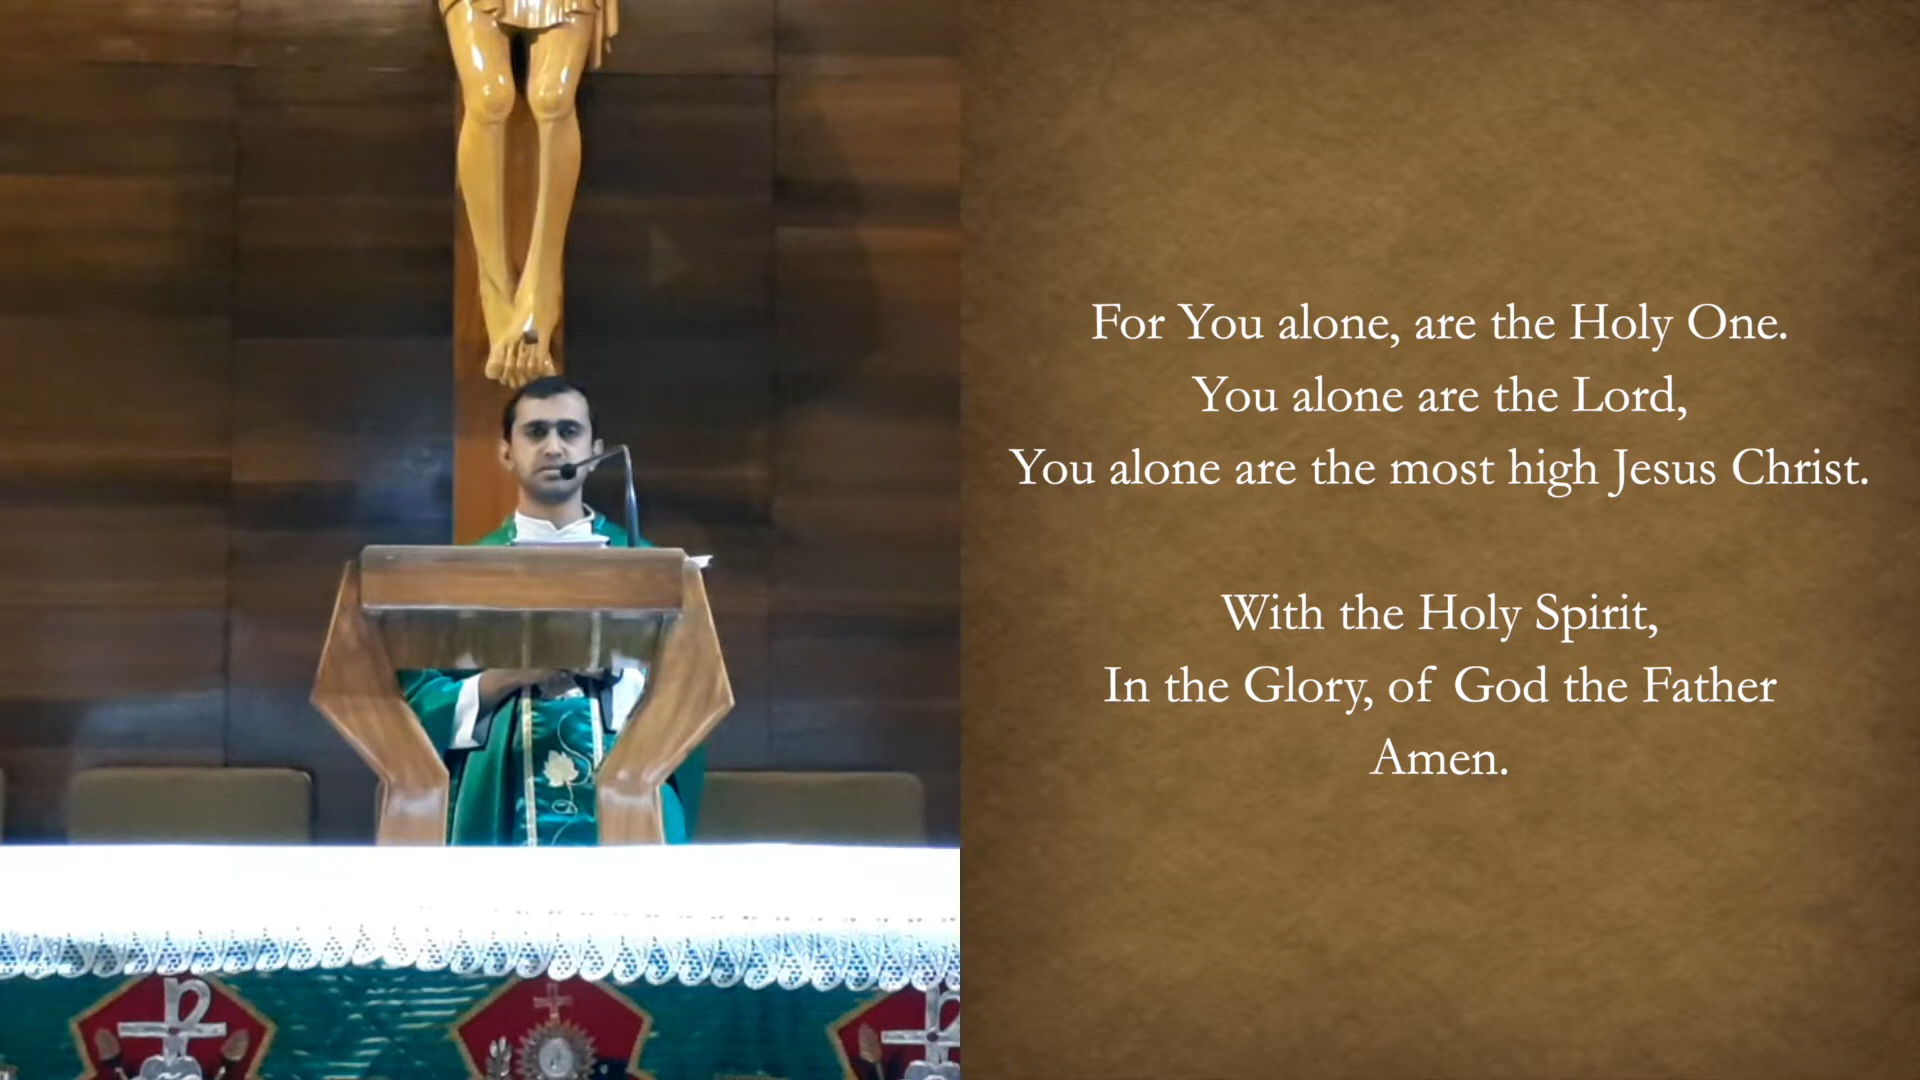 For You alone, are the Holy One.
You alone are the Lord,
You alone are the most high Jesus Christ.
With the Holy Spirit,
In the Glory, of God the Father
Amen.